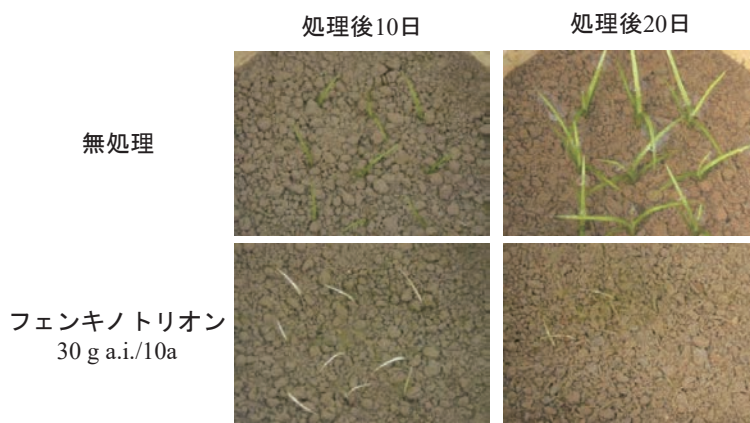 処理後10日
処理後20日
無処理
フェンキノトリオン
30 g a.i./10a